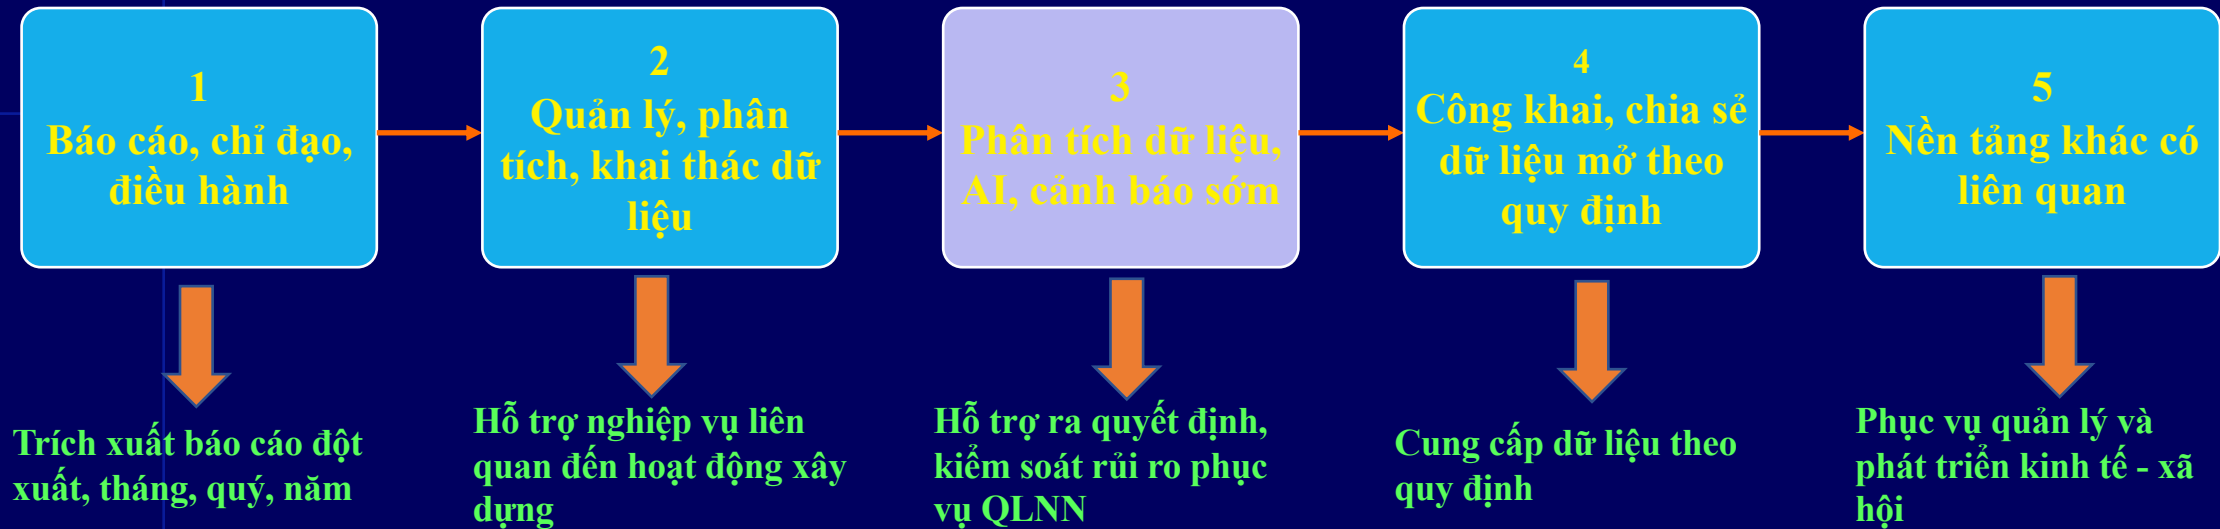 1
Báo cáo, chỉ đạo,
điều hành
2
Quản lý, phân
tích, khai thác dữ
liệu
3
Phân tích dữ liệu,
AI, cảnh báo sớm
4
Công khai, chia sẻ
dữ liệu mở theo
quy định
5
Nền tảng khác có
liên quan
Trích xuất báo cáo đột
xuất, tháng, quý, năm
Hỗ trợ nghiệp vụ liên
quan đến hoạt động xây
dựng
Hỗ trợ ra quyết định,
kiểm soát rủi ro phục
vụ QLNN
Cung cấp dữ liệu theo
quy định
Phục vụ quản lý và
phát triển kinh tế - xã
hội